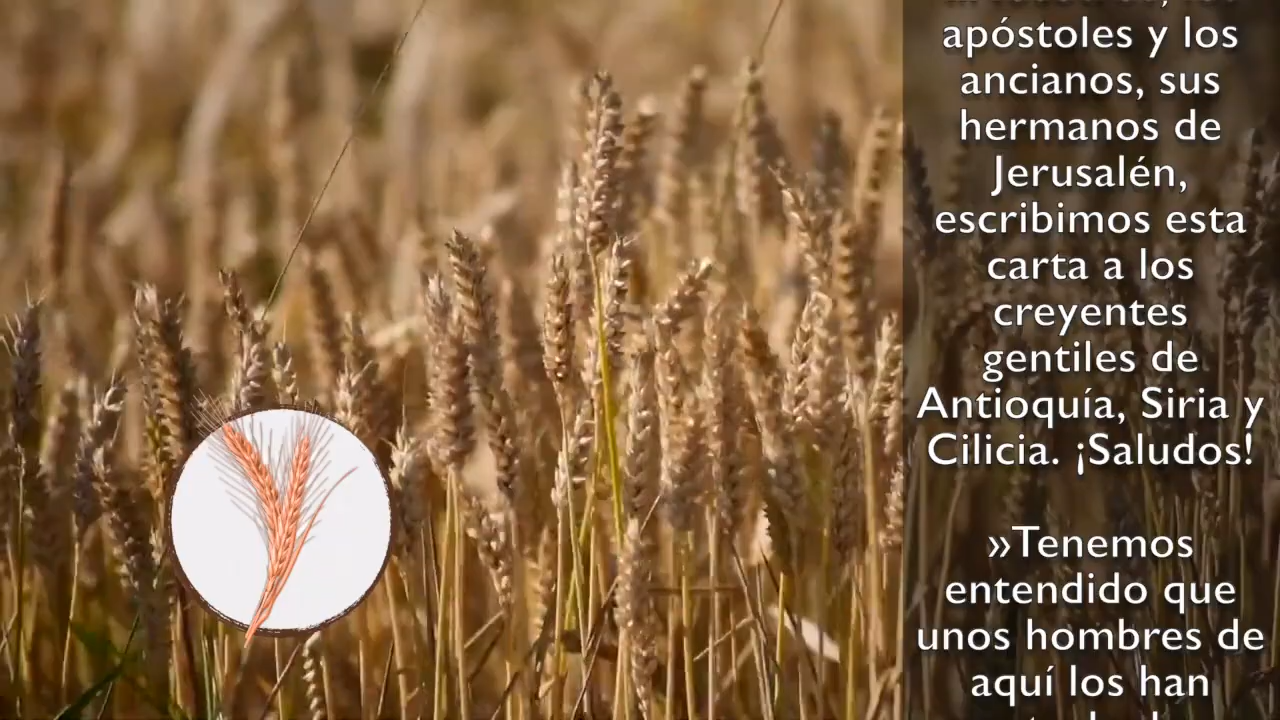 apóstoles y los
ancianos, sus
hermanos de
Jerusalén,
escribimos esta
carta a los
creyentes
gentiles de
Antioquía, Siria y
Cilicia. ¡Saludos!
»Tenemos
entendido que
unos hombres de
aquí los han